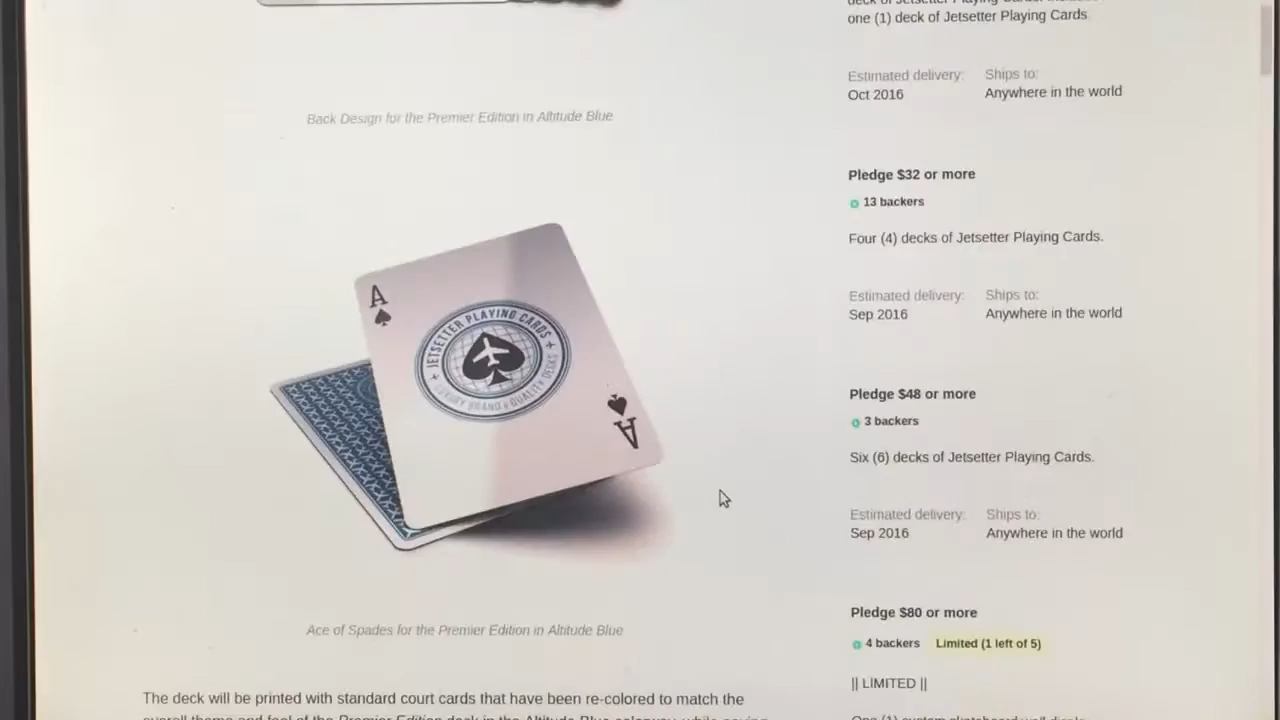 one (1) deck of Jetsetter Playing Cards
Estimated delivery: Ships to:
Oct 2016 Anywhere in the world
Back Design for the Premier Edition in Altitude Blue
Pledge $32 or more
13 backers
Four (4) decks of Jetsetter Playing Cards.
Estimated delivery: Ships to:
Sep 2016 Anywhere in the world
A
JETSETTER PLAYING CARDS
LUXURY BRAND QUALITY DECKS
A
Pledge $48 or more
3 backers
Six (6) decks of Jetsetter Playing Cards.
Estimated delivery: Ships to:
Sep 2016 Anywhere in the world
Ace of Spades for the Premier Edition in Altitude Blue
Pledge $80 or more
4 backers Limited (1 left of 5)
|| LIMITED ||
The deck will be printed with standard court cards that have been re-colored to match the